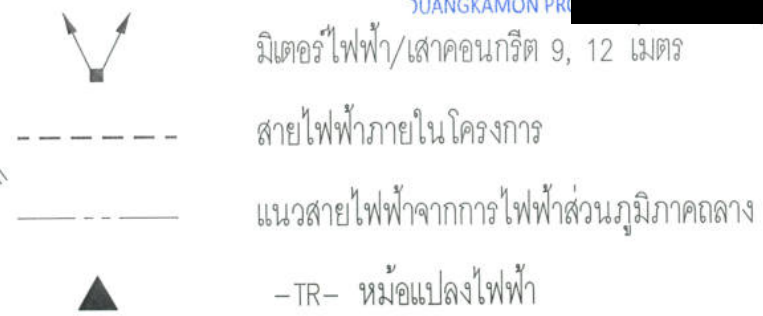 DUANGKAMON
มิเตอร์ไฟฟ้า/เสาคอนกรีต 9, 12 เมตร
สายไฟฟ้าภายในโครงการ
แนวสายไฟฟ้าจากการไฟฟ้าส่วนภูมิภาคถลาง
-TR- หม้อแปลงไฟฟ้า